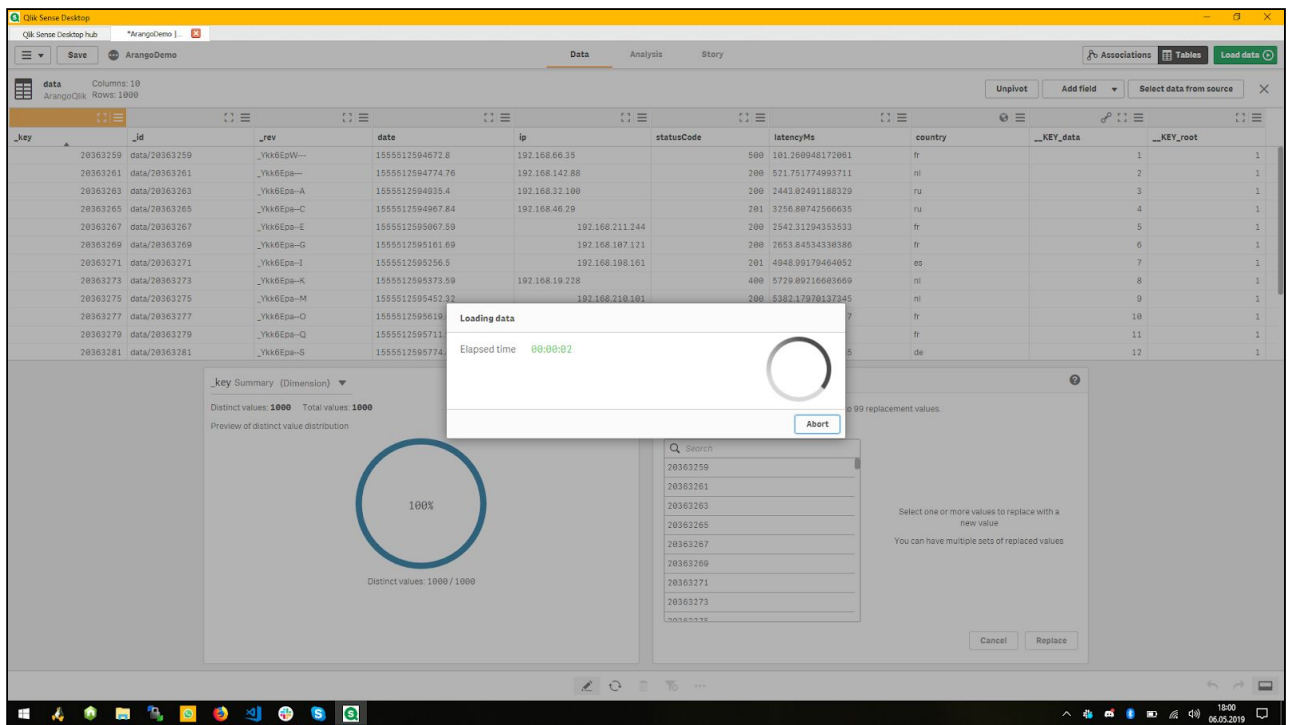 Qlik Sense Desktop
Qlik Sense Desktop hub *ArangoDemo |...
Save ArangoDemo Data Analysis Story Associations Tables Load data
data Columns: 10
ArangoQlik Rows: 1000
Unpivot Add field Select data from source
_key _id _rev date ip statusCode latencyMs country __KEY_data __KEY_root
20363259 data/20363259 _Ykk6EpW--- 1555512594672.8 192.168.66.35 500 101.260948172061 fr 1 1
20363261 data/20363261 _Ykk6Epa--- 1555512594774.76 192.168.142.88 200 521.751774993711 nl 2 1
20363263 data/20363263 _Ykk6Epa--A 1555512594935.4 192.168.32.100 200 2443.02491188329 ru 3 1
20363265 data/20363265 _Ykk6Epa--C 1555512594967.84 192.168.46.29 201 3256.80742566635 ru 4 1
20363267 data/20363267 _Ykk6Epa--E 1555512595067.59 192.168.211.244 200 2542.31294353533 fr 5 1
20363269 data/20363269 _Ykk6Epa--G 1555512595161.69 192.168.107.121 200 2653.84534330386 fr 6 1
20363271 data/20363271 _Ykk6Epa--I 1555512595256.5 192.168.198.161 201 4948.99179464052 es 7 1
20363273 data/20363273 _Ykk6Epa--K 1555512595373.59 192.168.19.228 400 5729.09216603669 nl 8 1
20363275 data/20363275 _Ykk6Epa--M 1555512595452.32 192.168.210.101 200 5382.17970137345 nl 9 1
20363277 data/20363277 _Ykk6Epa--O 1555512595619 7 fr 10 1
20363279 data/20363279 _Ykk6Epa--Q 1555512595711 fr 11 1
20363281 data/20363281 _Ykk6Epa--S 1555512595774 5 de 12 1
Loading data
Elapsed time 00:00:02
Abort
_key Summary (Dimension)
Distinct values: 1000 Total values: 1000
Preview of distinct value distribution
100%
Distinct values: 1000 / 1000
o 99 replacement values.
Search
20363259
20363261
20363263
20363265
20363267
20363269
20363271
20363273
20363275
Select one or more values to replace with a
new value
You can have multiple sets of replaced values
Cancel Replace
18:00
06.05.2019